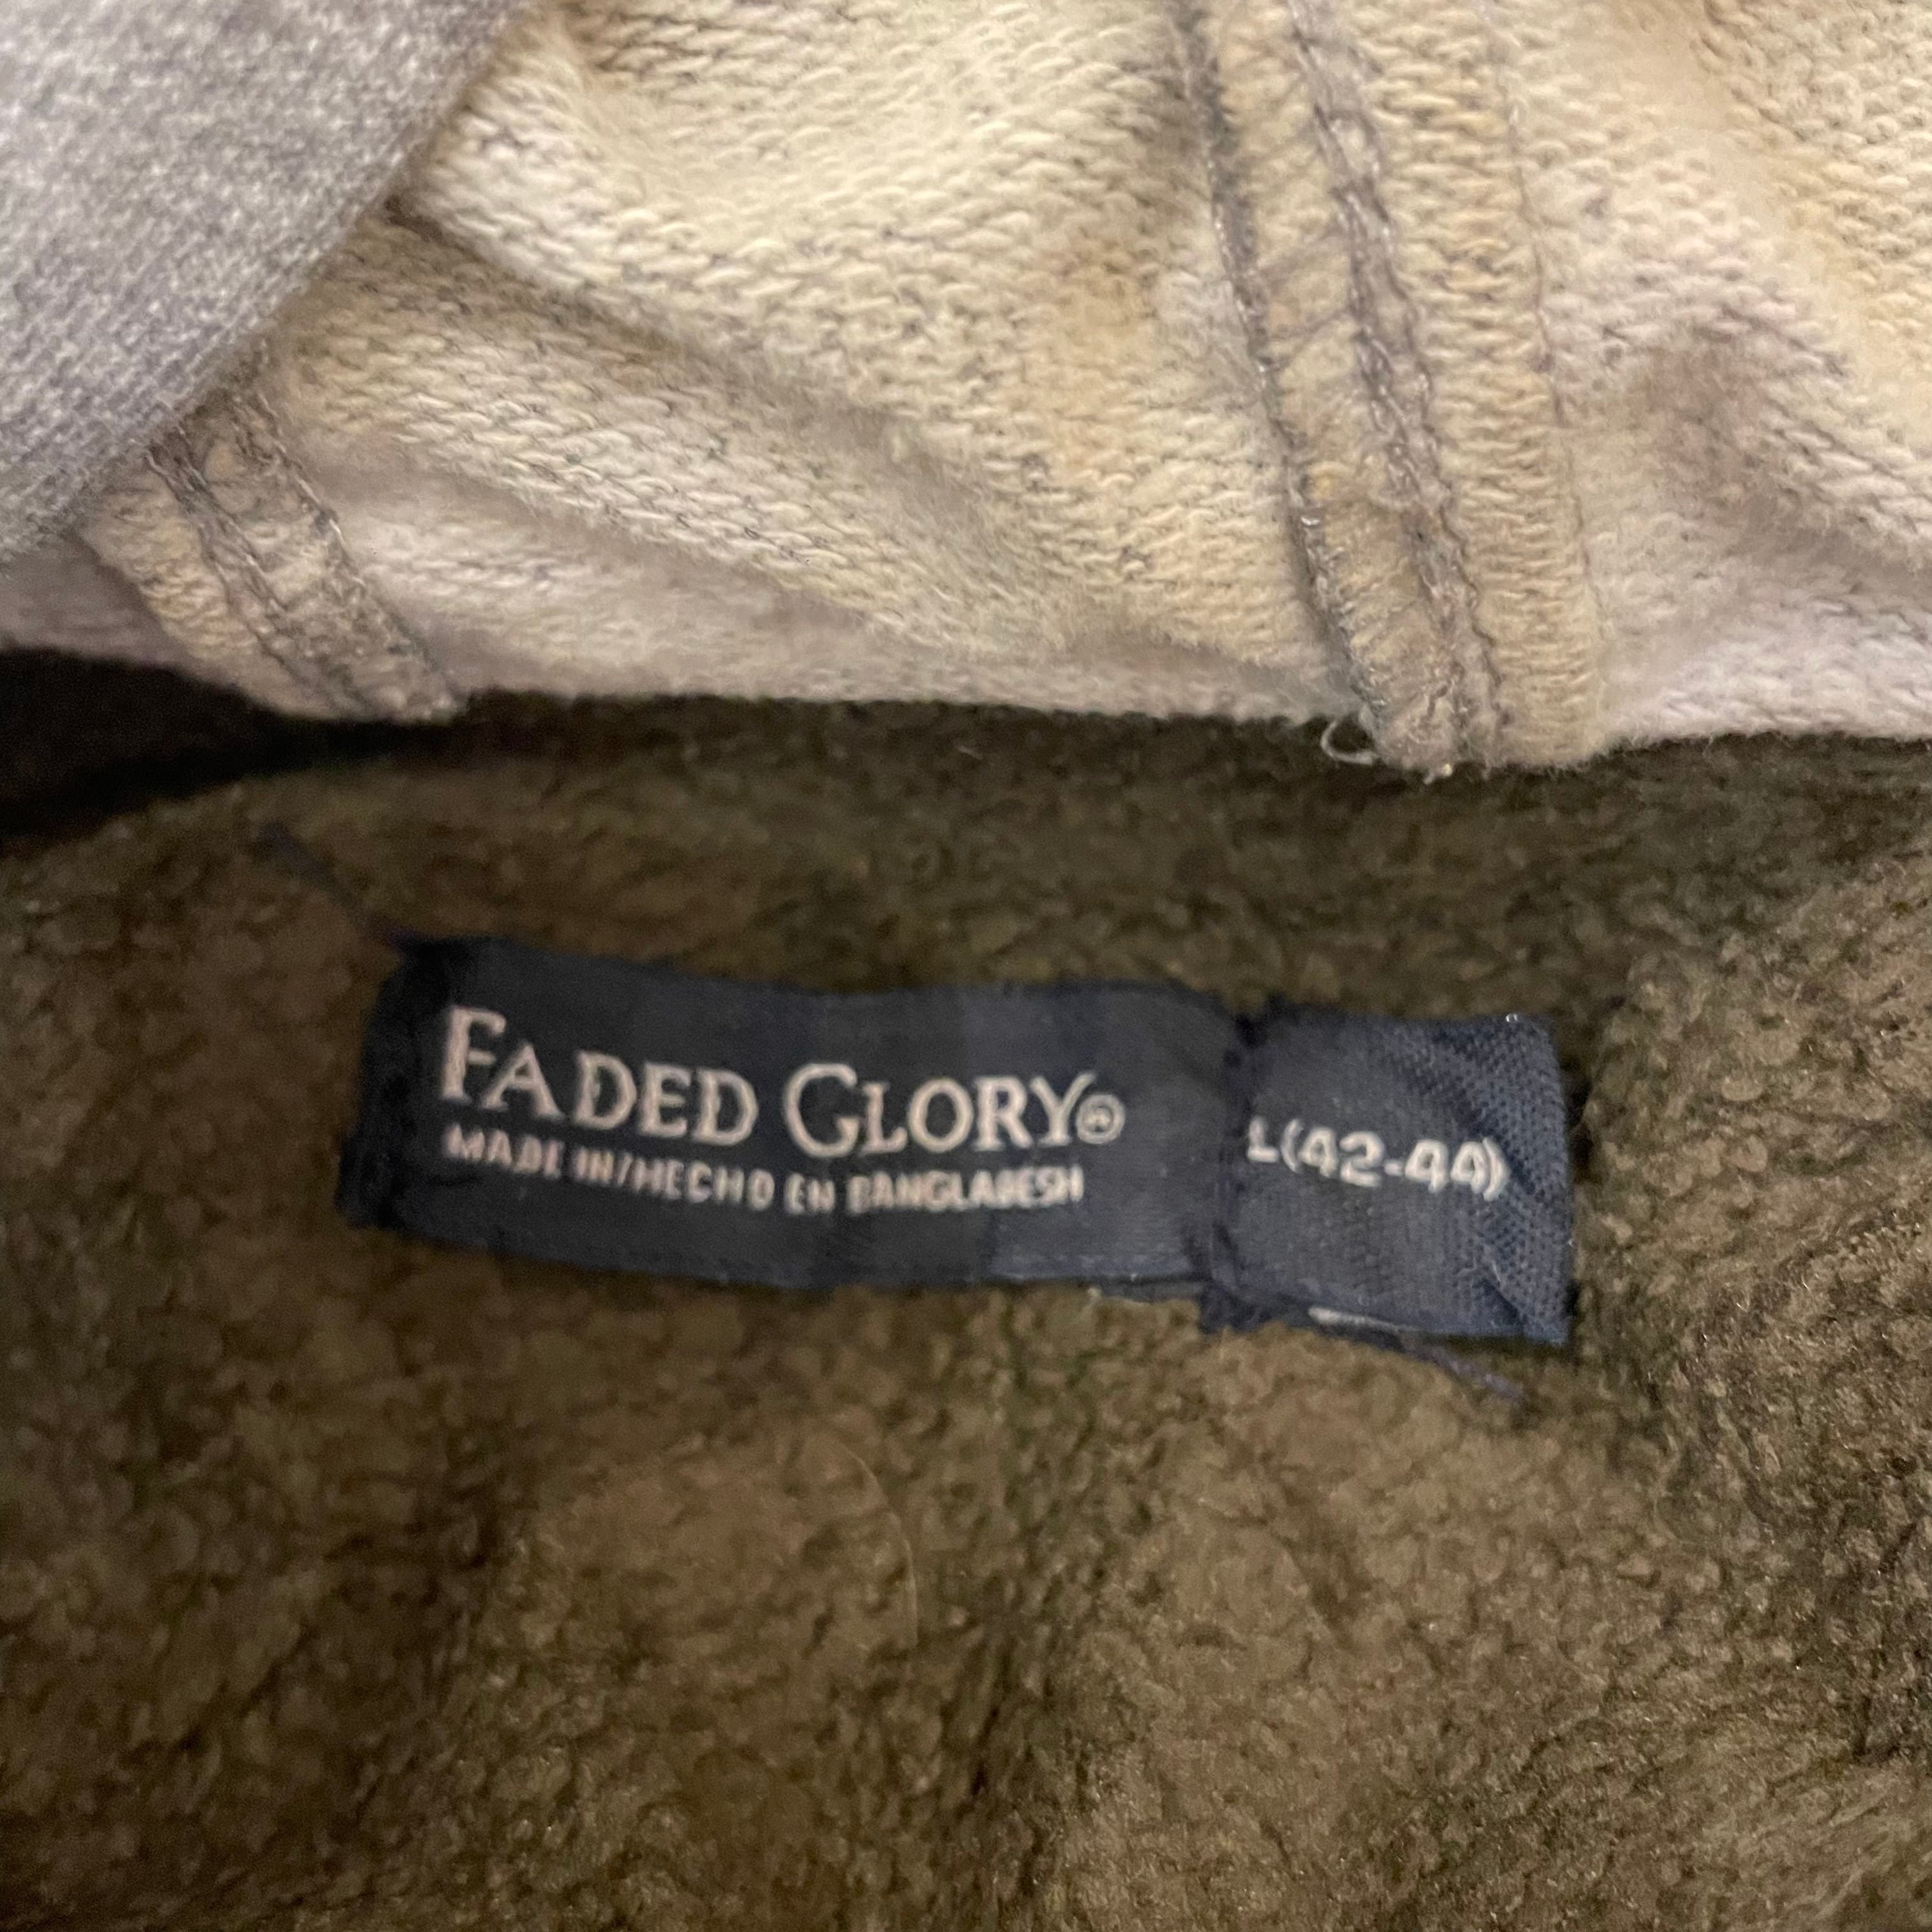 FADED GLORY®
MADE IN/HECHO EN BANGLADESH
L(42-44)